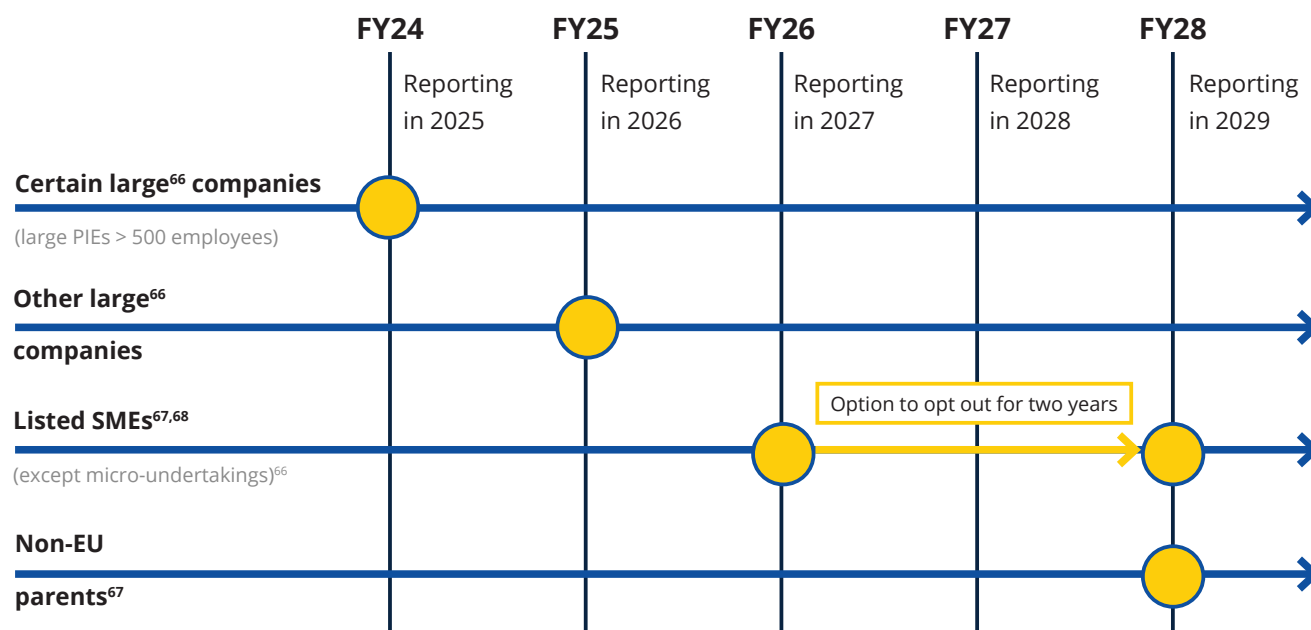 FY24 FY25 FY26 FY27 FY28
Reporting Reporting Reporting Reporting Reporting
in 2025 in 2026 in 2027 in 2028 in 2029
Certain large⁶⁶ companies
(large PIEs > 500 employees)
Other large⁶⁶
companies
Option to opt out for two years
Listed SMEs⁶⁷,⁶⁸
(except micro-undertakings)⁶⁶
Non-EU
parents⁶⁷